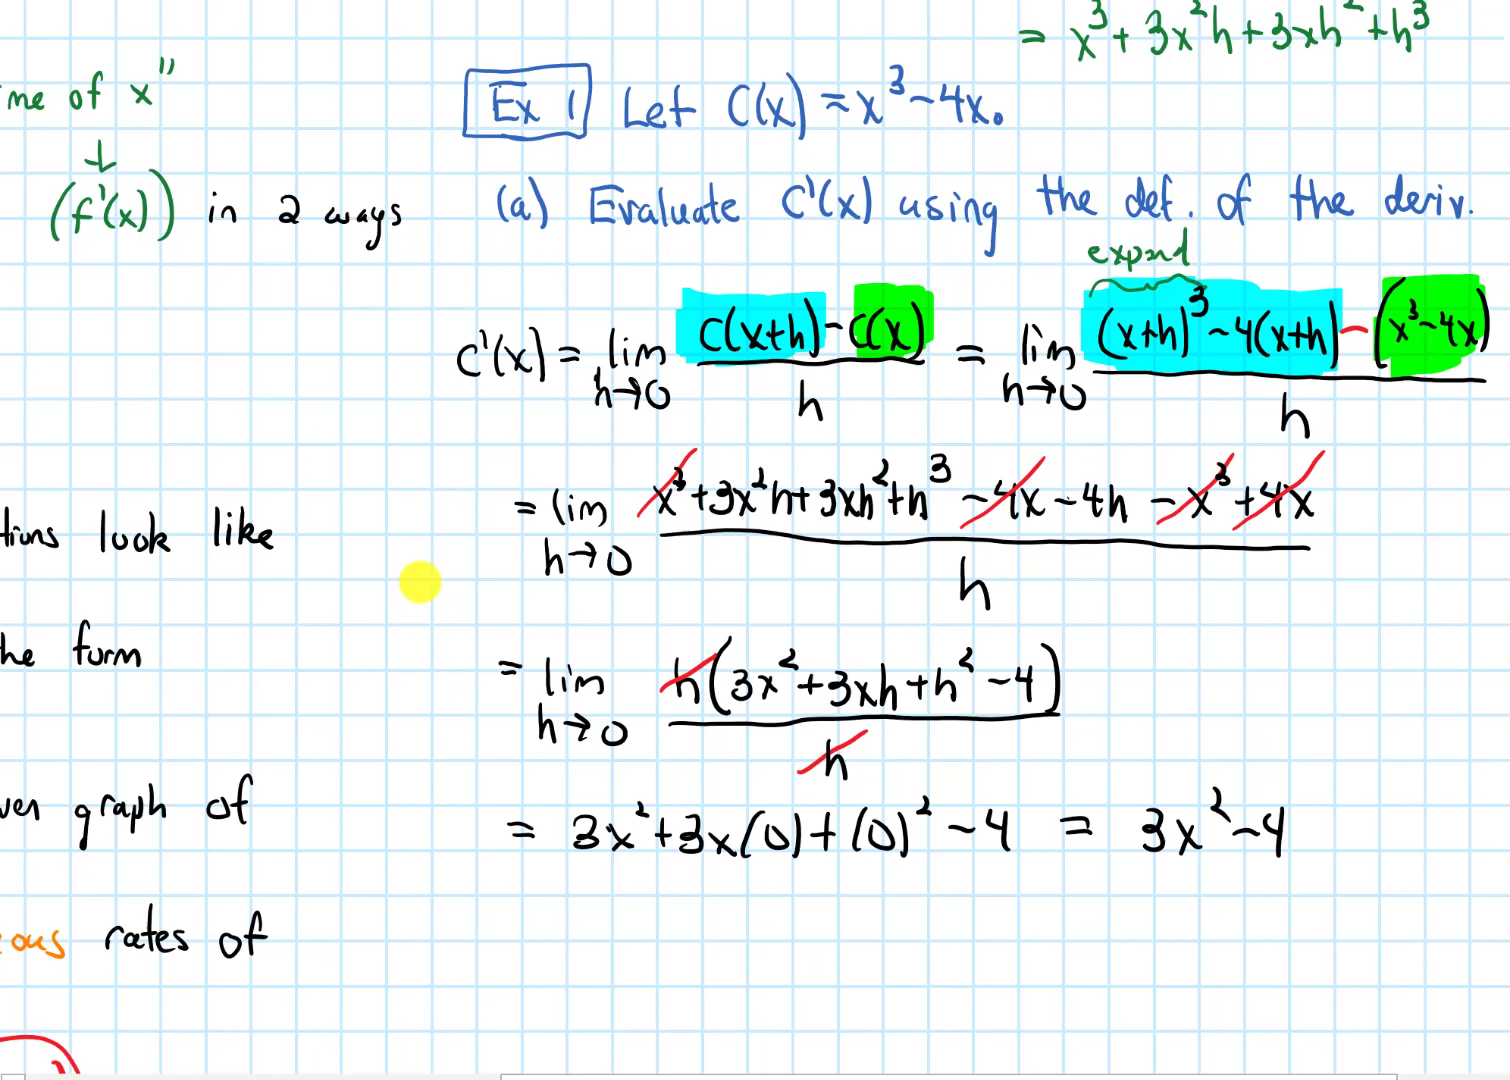 = x³ + 3x²h + 3xh² + h³
me of x"
Ex 1 Let C(x) = x³ - 4x.
↓
(f'(x)) in 2 ways
(a) Evaluate C'(x) using the def. of the deriv.
expand
C'(x) = lim h→0 (C(x+h) - C(x)) / h = lim h→0 ((x+h)³ - 4(x+h) - (x³ - 4x)) / h
= lim h→0 (x³ + 3x²h + 3xh² + h³ - 4x - 4h - x³ + 4x) / h
tions look like
he form
= lim h→0 h(3x² + 3xh + h² - 4) / h
ven graph of
= 3x² + 3x(0) + (0)² - 4 = 3x² - 4
ous rates of